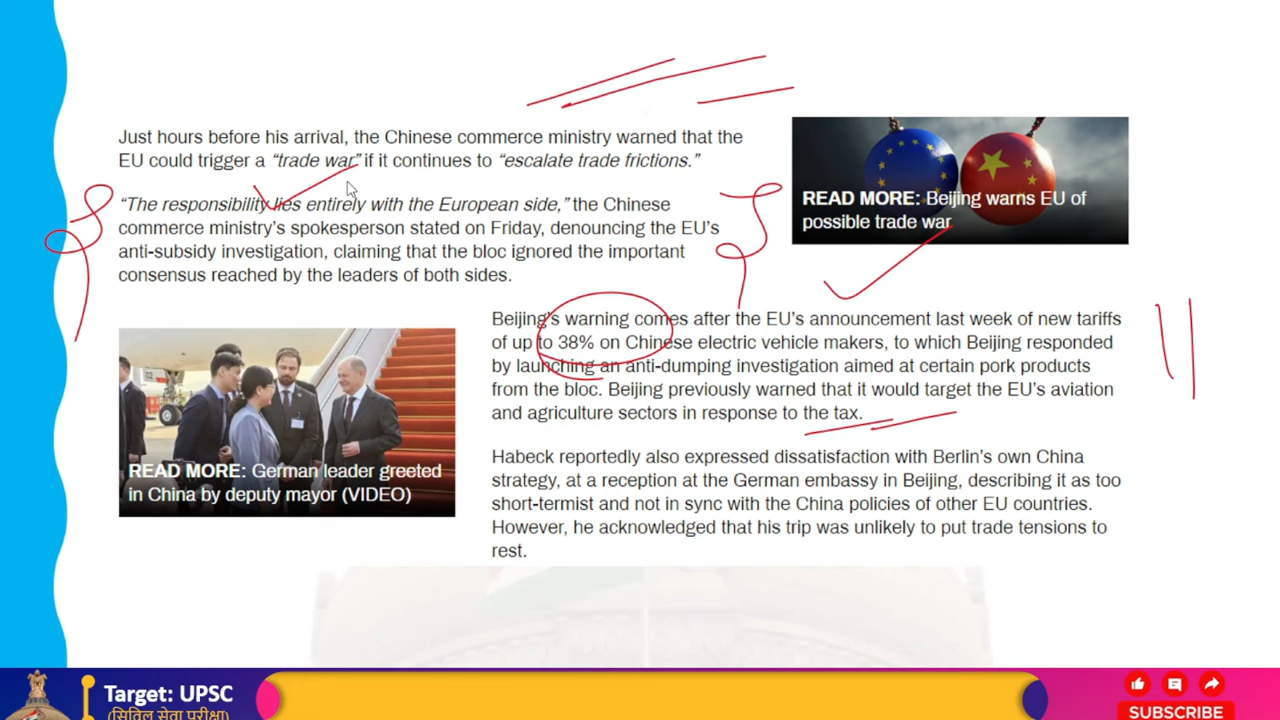 Just hours before his arrival, the Chinese commerce ministry warned that the
EU could trigger a “trade war” if it continues to “escalate trade frictions.”
“The responsibility lies entirely with the European side,” the Chinese
commerce ministry’s spokesperson stated on Friday, denouncing the EU’s
anti-subsidy investigation, claiming that the bloc ignored the important
consensus reached by the leaders of both sides.
READ MORE: Beijing warns EU of
possible trade war
Beijing’s warning comes after the EU’s announcement last week of new tariffs
of up to 38% on Chinese electric vehicle makers, to which Beijing responded
by launching an anti-dumping investigation aimed at certain pork products
from the bloc. Beijing previously warned that it would target the EU’s aviation
and agriculture sectors in response to the tax.
READ MORE: German leader greeted
in China by deputy mayor (VIDEO)
Habeck reportedly also expressed dissatisfaction with Berlin’s own China
strategy, at a reception at the German embassy in Beijing, describing it as too
short-termist and not in sync with the China policies of other EU countries.
However, he acknowledged that his trip was unlikely to put trade tensions to
rest.
Target: UPSC
(सिविल सेवा परीक्षा)
SUBSCRIBE